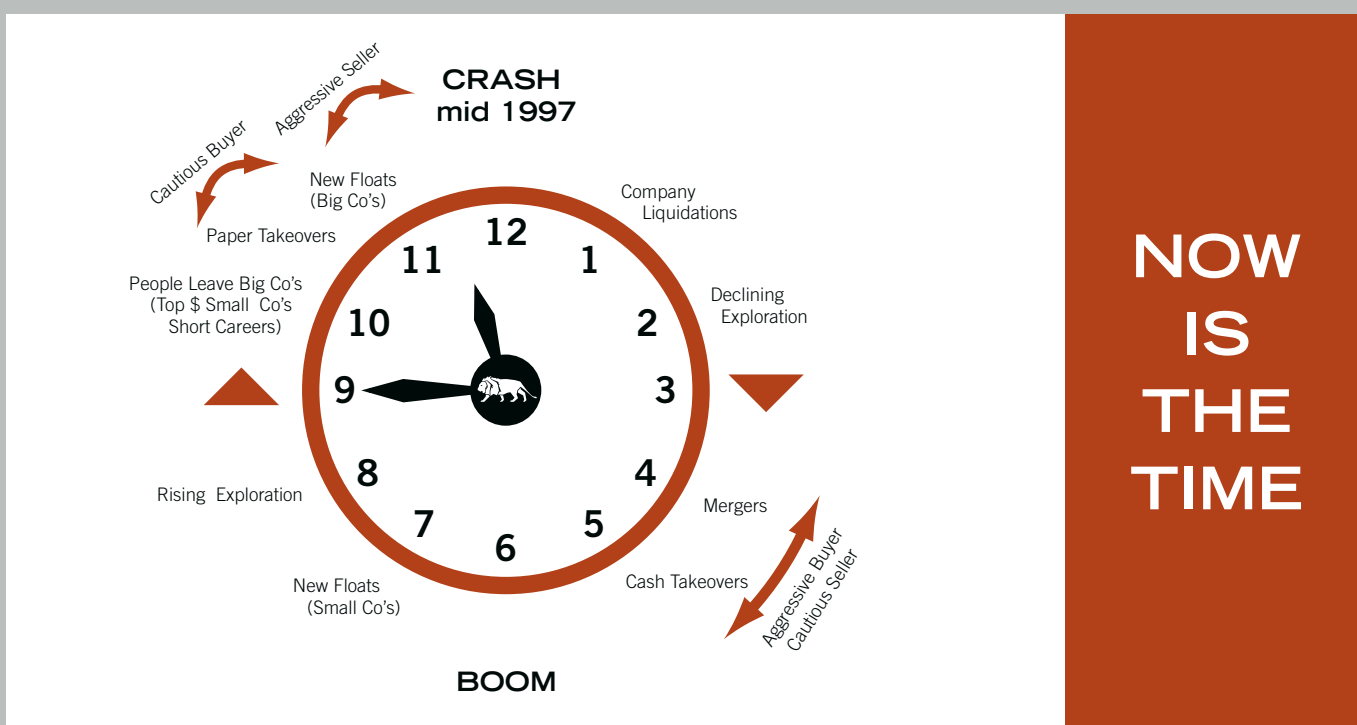 CRASH
mid 1997
Aggressive Seller
Cautious Buyer
New Floats
(Big Co's)
Paper Takeovers
People Leave Big Co's
(Top $ Small Co's
Short Careers)
Company
Liquidations
Declining
Exploration
12
1
2
3
4
5
6
7
8
9
10
11
Rising Exploration
New Floats
(Small Co's)
Mergers
Cash Takeovers
Aggressive Buyer
Cautious Seller
BOOM
NOW
IS
THE
TIME